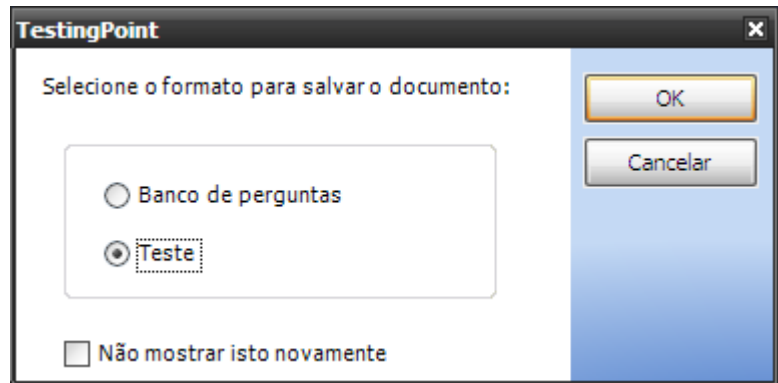 TestingPoint
Selecione o formato para salvar o documento:
OK
Cancelar
Banco de perguntas
Teste
Não mostrar isto novamente